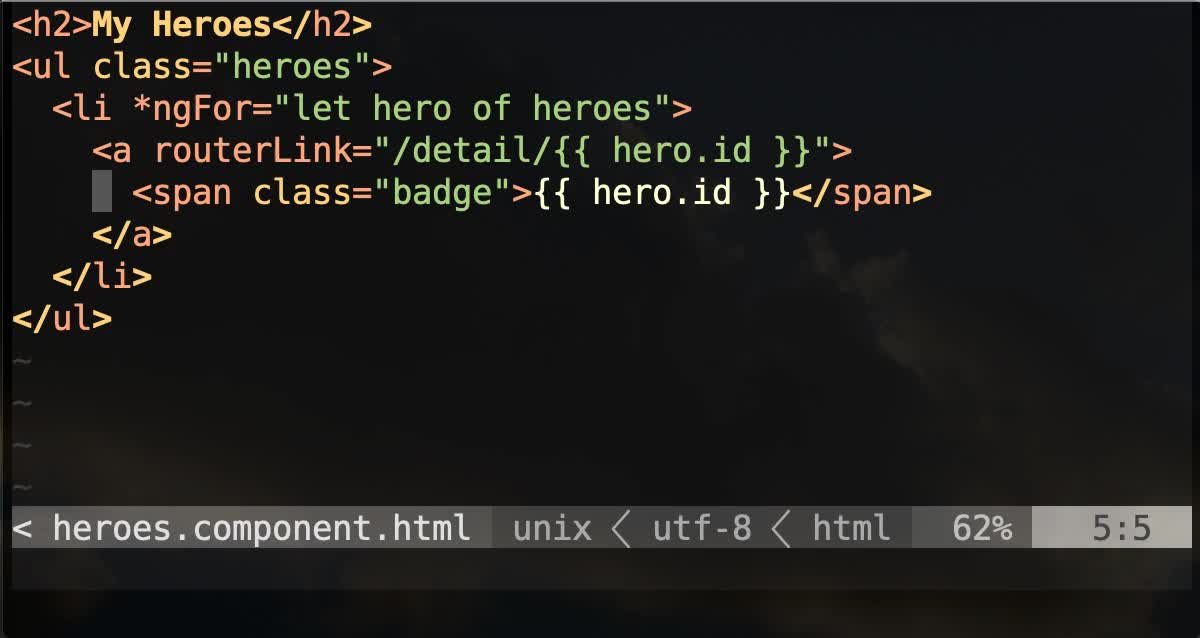 <h2>My Heroes</h2>
<ul class="heroes">
  <li *ngFor="let hero of heroes">
    <a routerLink="/detail/{{ hero.id }}">
      <span class="badge">{{ hero.id }}</span>
    </a>
  </li>
</ul>
~
~
~
~
< heroes.component.html unix < utf-8 < html 62% 5:5